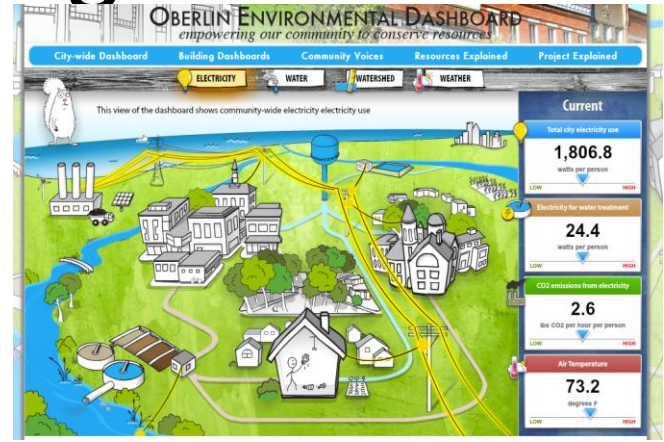 OBERLIN ENVIRONMENTAL DASHBOARD
empowering our community to conserve resources
City-wide Dashboard Building Dashboards Community Voices Resources Explained Project Explained
ELECTRICITY WATER WATERSHED WEATHER
This view of the dashboard shows community-wide electricity electricity use
Current
Total city electricity use
1,806.8
watts per person
LOW HIGH
Electricity for water treatment
24.4
watts per person
LOW HIGH
CO2 emissions from electricity
2.6
lbs CO2 per hour per person
LOW HIGH
Air Temperature
73.2
degrees F
LOW HIGH